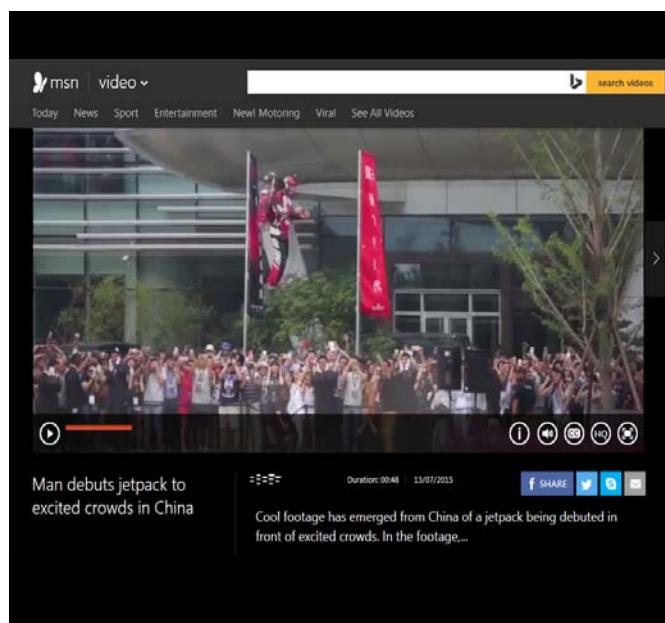 msn video
search videos
Today News Sport Entertainment New! Motoring Viral See All Videos
HQ
Man debuts jetpack to
excited crowds in China
Duration: 00:48 13/07/2015
SHARE
Cool footage has emerged from China of a jetpack being debuted in
front of excited crowds. In the footage,...